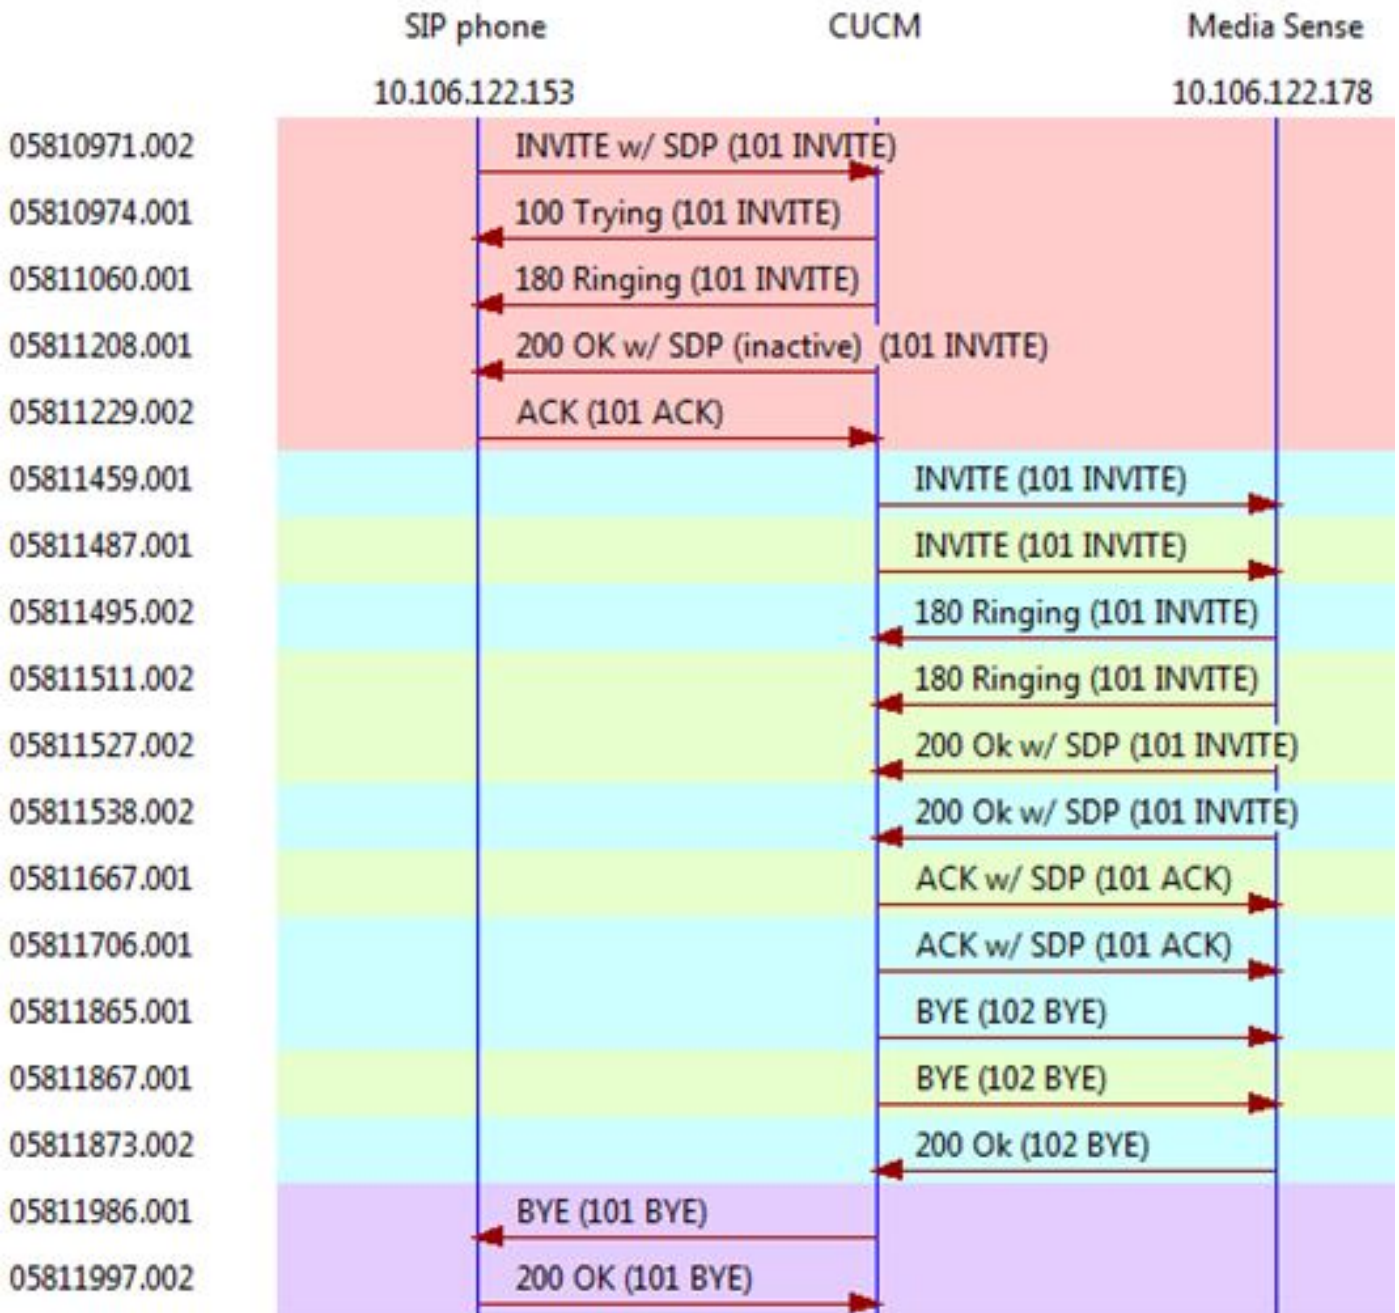 SIP phone CUCM Media Sense
10.106.122.153 10.106.122.178
05810971.002 INVITE w/ SDP (101 INVITE)
05810974.001 100 Trying (101 INVITE)
05811060.001 180 Ringing (101 INVITE)
05811208.001 200 OK w/ SDP (inactive) (101 INVITE)
05811229.002 ACK (101 ACK)
05811459.001 INVITE (101 INVITE)
05811487.001 INVITE (101 INVITE)
05811495.002 180 Ringing (101 INVITE)
05811511.002 180 Ringing (101 INVITE)
05811527.002 200 Ok w/ SDP (101 INVITE)
05811538.002 200 Ok w/ SDP (101 INVITE)
05811667.001 ACK w/ SDP (101 ACK)
05811706.001 ACK w/ SDP (101 ACK)
05811865.001 BYE (102 BYE)
05811867.001 BYE (102 BYE)
05811873.002 200 Ok (102 BYE)
05811986.001 BYE (101 BYE)
05811997.002 200 OK (101 BYE)